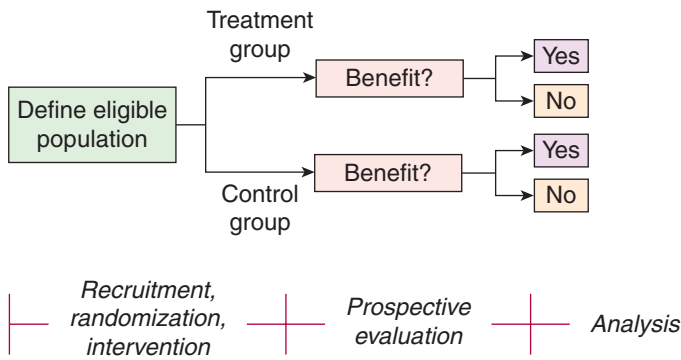 Treatment
group
Define eligible
population
Benefit?
Yes
No
Benefit?
Yes
No
Control
group
Recruitment,
randomization,
intervention
Prospective
evaluation
Analysis